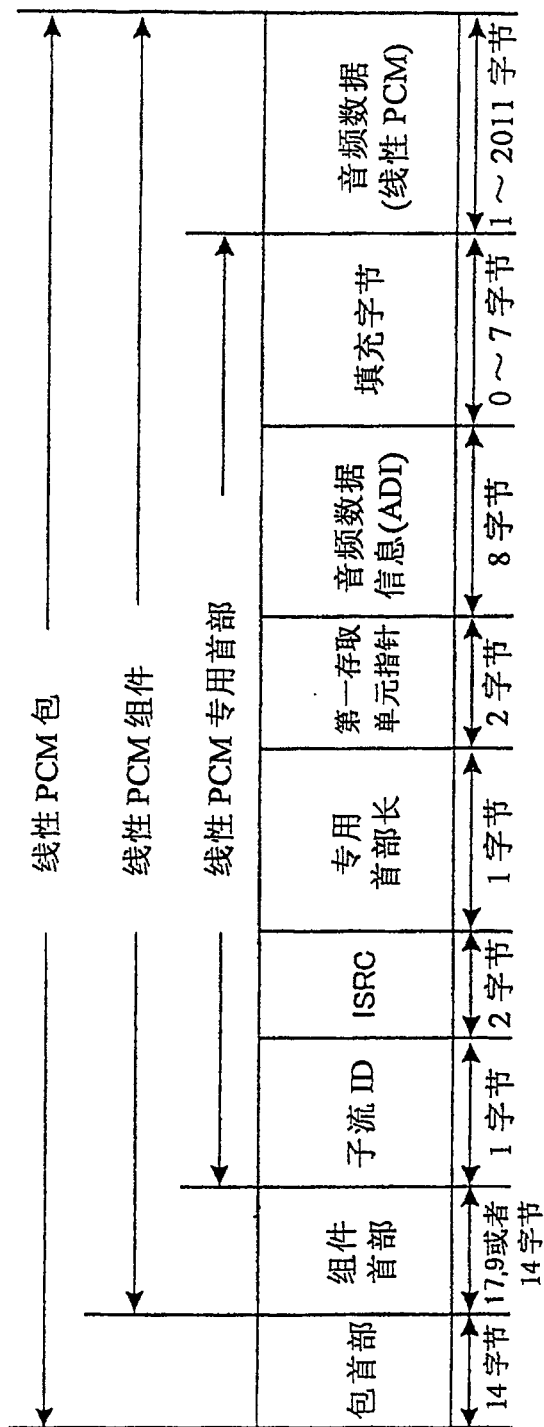 线性 PCM 包
线性 PCM 组件
线性 PCM 专用首部
包首部
组件
首部
子流 ID
ISRC
专用
首部长
第一存取
单元指针
音频数据
信息(ADI)
填充字节
音频数据
(线性 PCM)
14 字节
17,9或者
14 字节
1 字节
2 字节
1 字节
2 字节
8 字节
0 ～ 7 字节
1 ～ 2011 字节